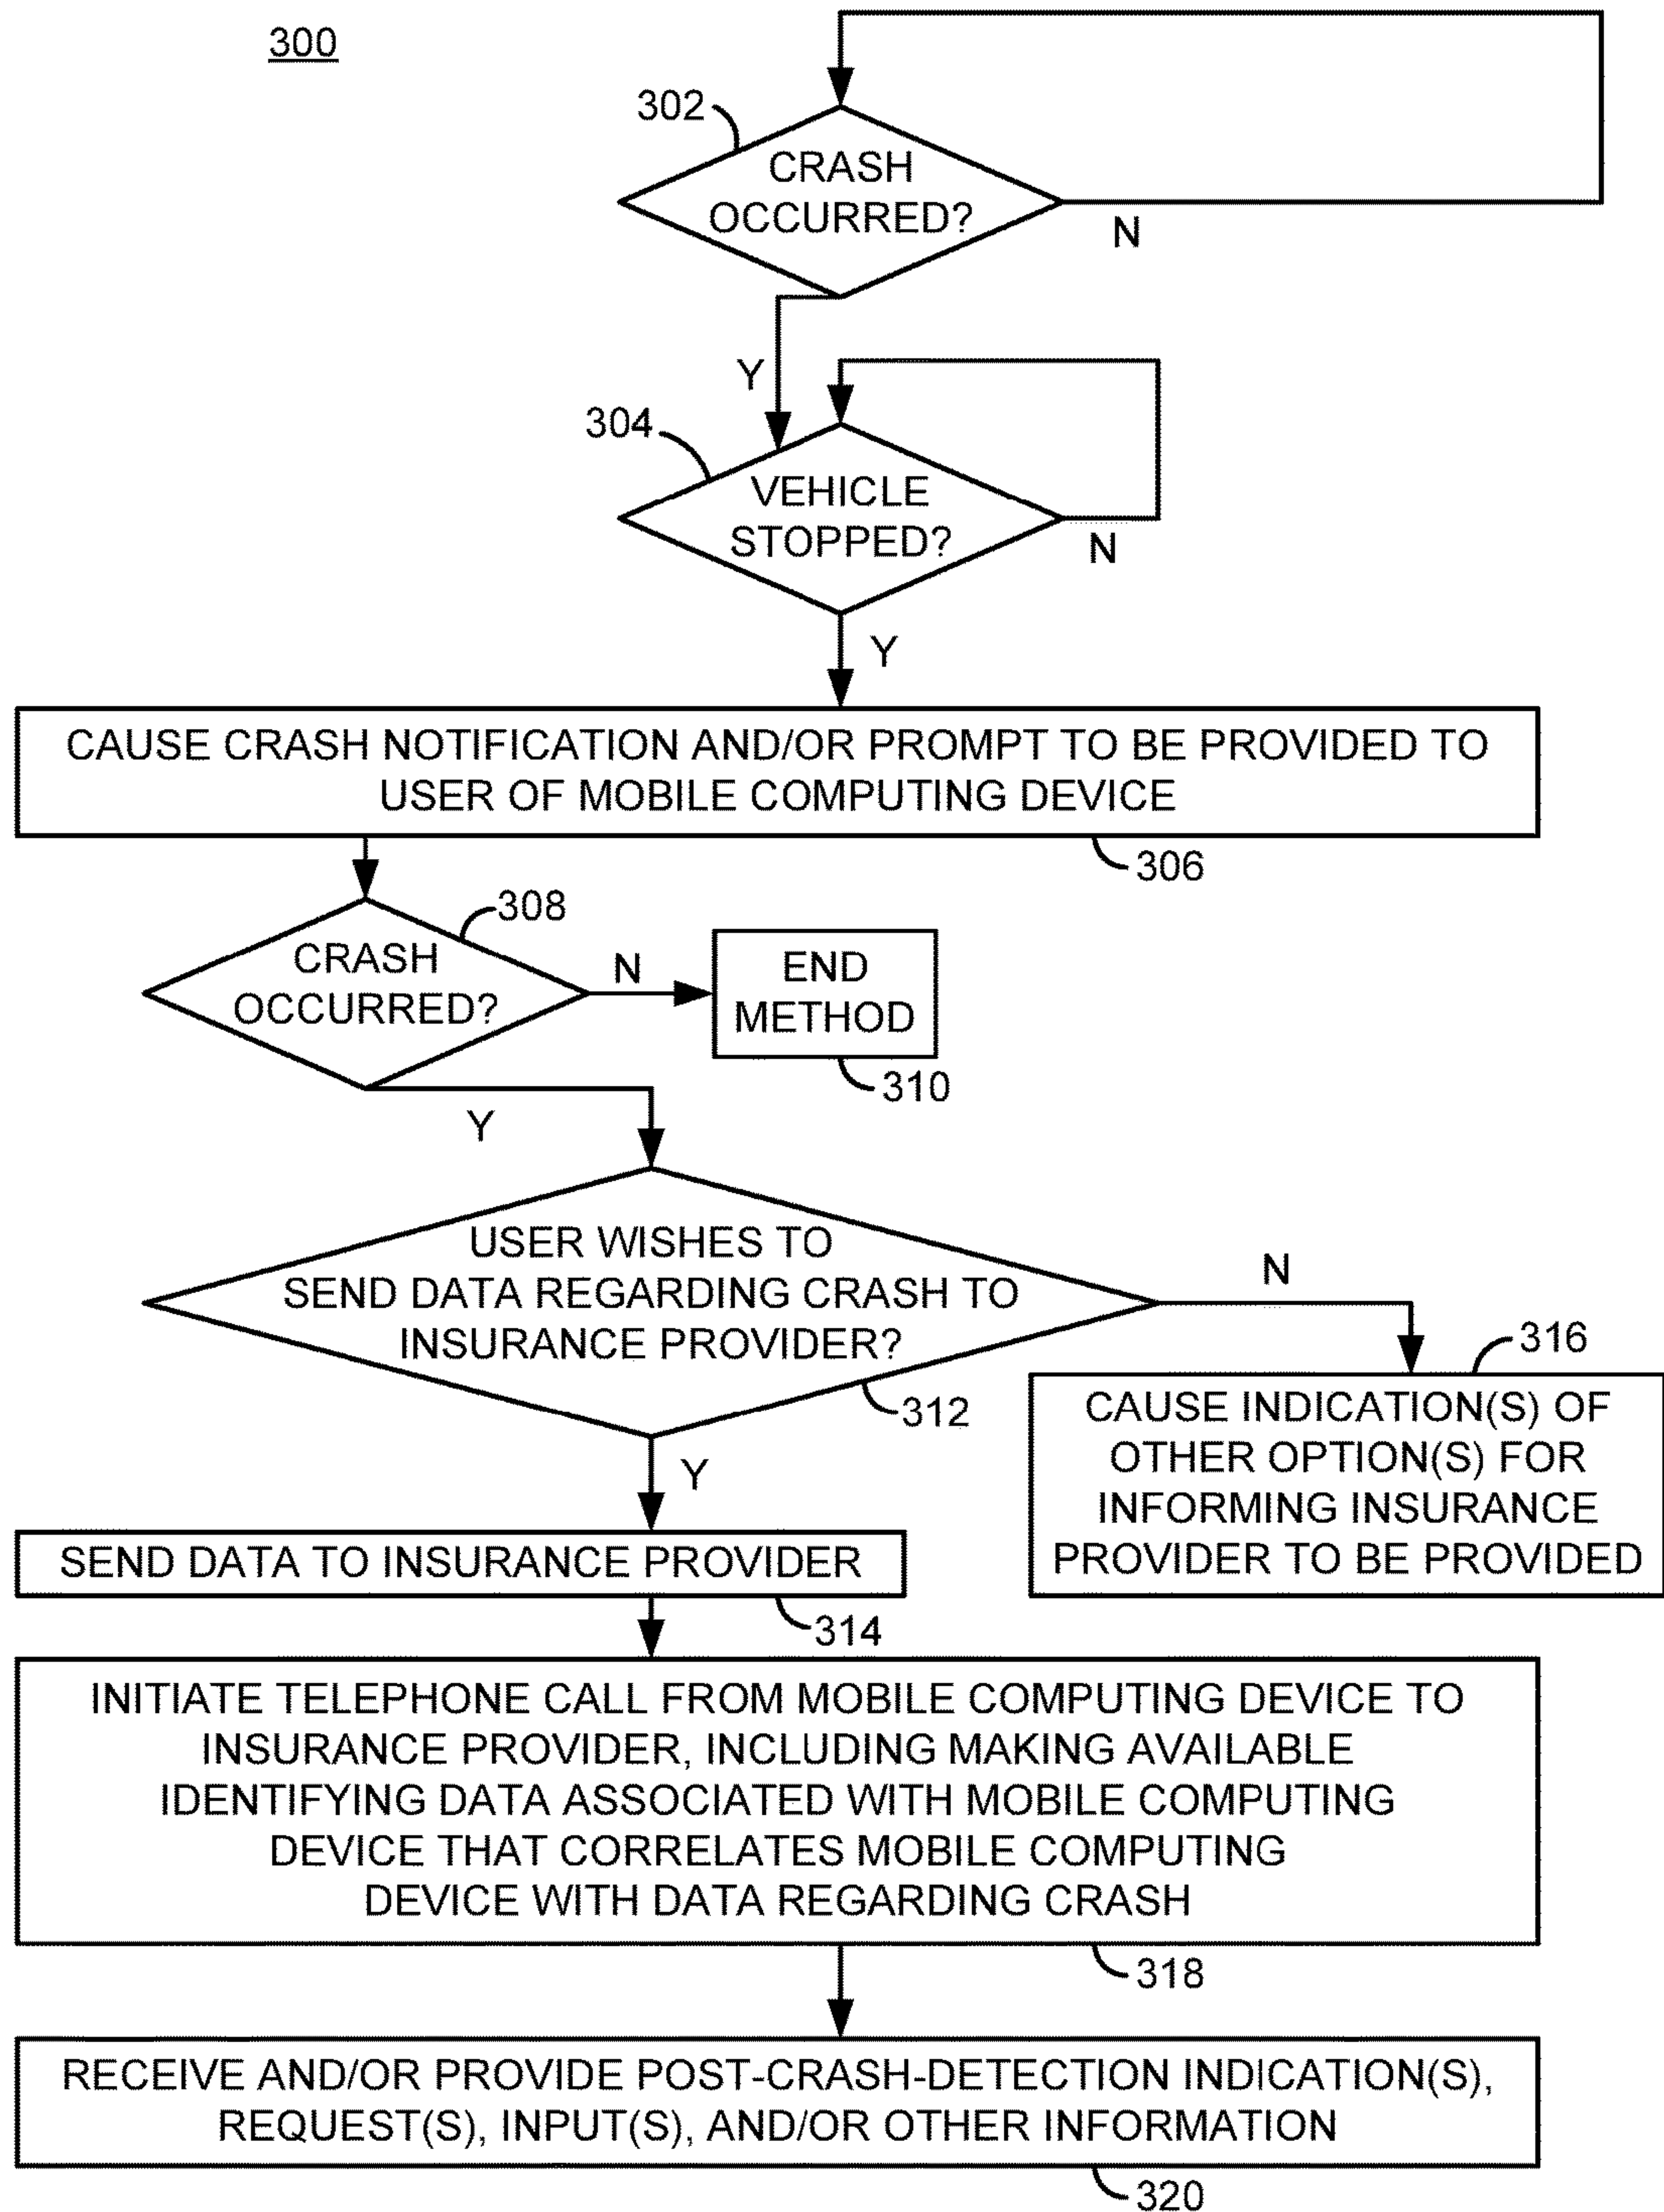 300
302
CRASH
OCCURRED?
N
Y
304
VEHICLE
STOPPED?
N
Y
CAUSE CRASH NOTIFICATION AND/OR PROMPT TO BE PROVIDED TO
USER OF MOBILE COMPUTING DEVICE
306
308
CRASH
OCCURRED?
N
END
METHOD
310
Y
USER WISHES TO
SEND DATA REGARDING CRASH TO
INSURANCE PROVIDER?
N
312
316
CAUSE INDICATION(S) OF
OTHER OPTION(S) FOR
INFORMING INSURANCE
PROVIDER TO BE PROVIDED
Y
SEND DATA TO INSURANCE PROVIDER
314
INITIATE TELEPHONE CALL FROM MOBILE COMPUTING DEVICE TO
INSURANCE PROVIDER, INCLUDING MAKING AVAILABLE
IDENTIFYING DATA ASSOCIATED WITH MOBILE COMPUTING
DEVICE THAT CORRELATES MOBILE COMPUTING
DEVICE WITH DATA REGARDING CRASH
318
RECEIVE AND/OR PROVIDE POST-CRASH-DETECTION INDICATION(S),
REQUEST(S), INPUT(S), AND/OR OTHER INFORMATION
320